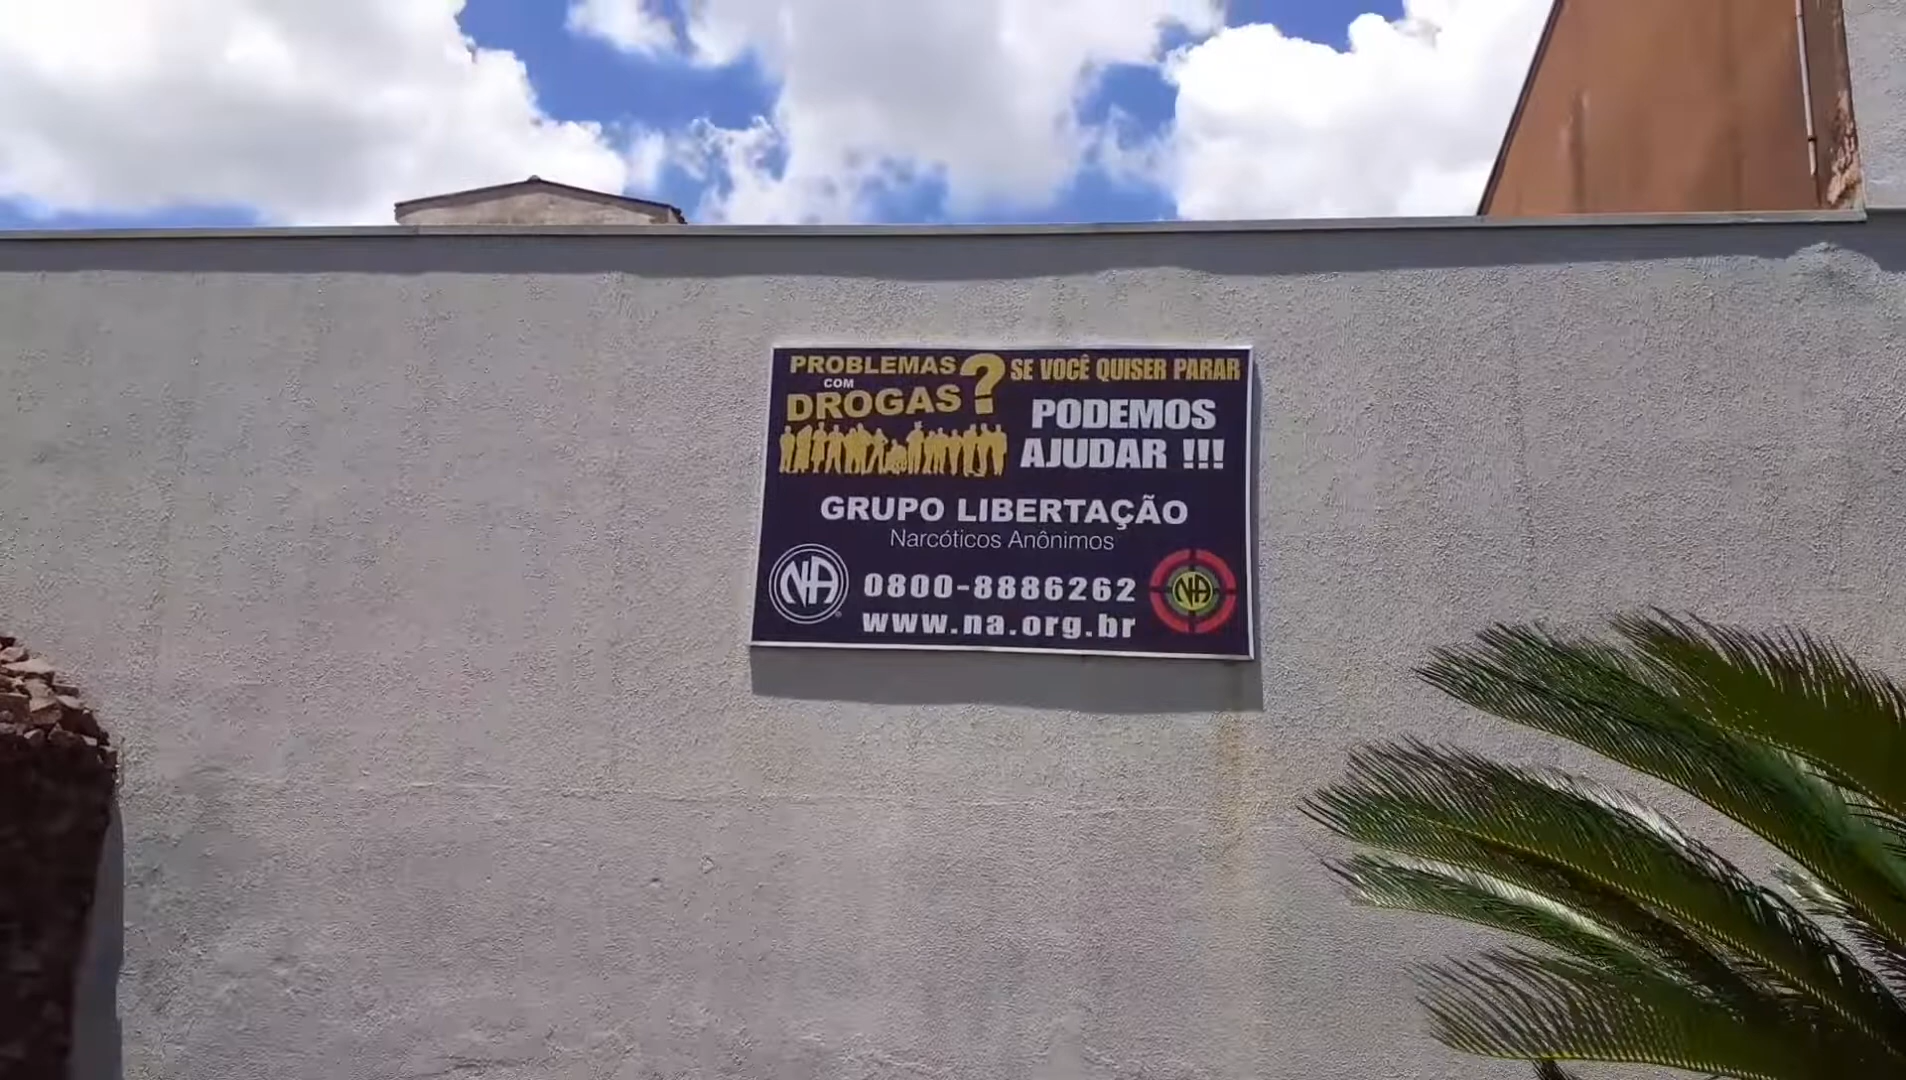 PROBLEMAS
COM
DROGAS?
SE VOCÊ QUISER PARAR
PODEMOS
AJUDAR !!!
GRUPO LIBERTAÇÃO
Narcóticos Anônimos
NA
0800-8886262
www.na.org.br
NA